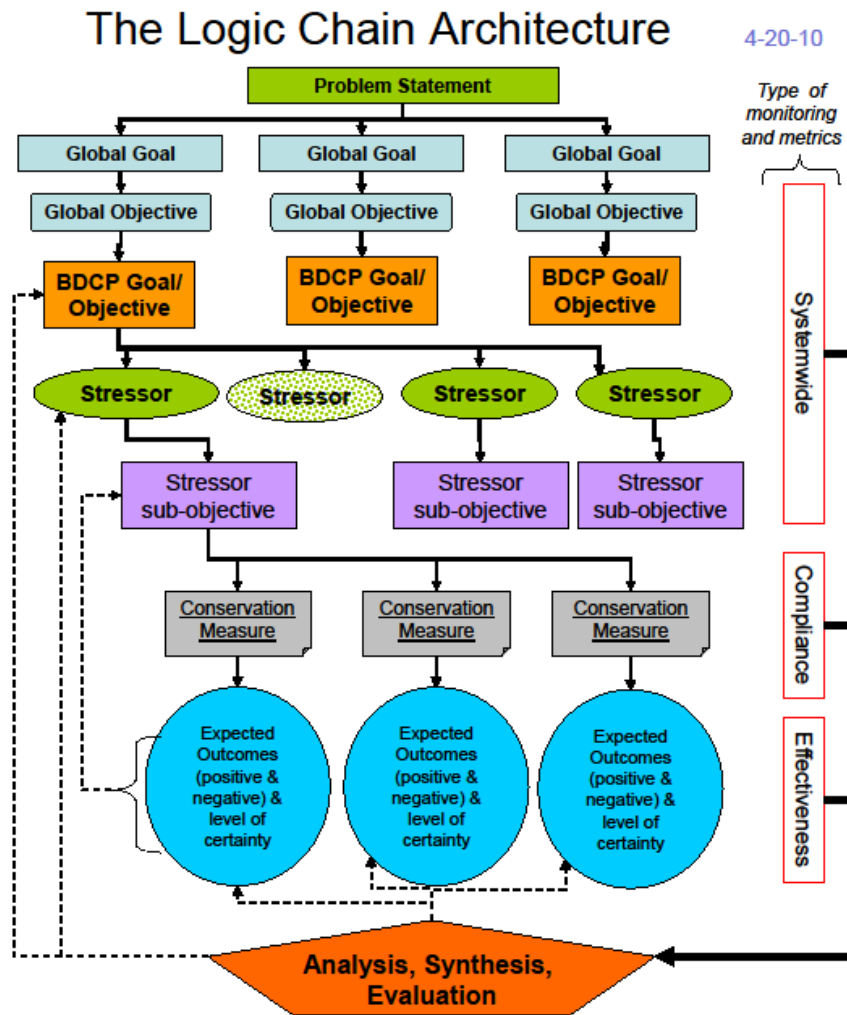 The Logic Chain Architecture
4-20-10
Type of
monitoring
and metrics
Problem Statement
Global Goal
Global Goal
Global Goal
Global Objective
Global Objective
Global Objective
BDCP Goal/
Objective
BDCP Goal/
Objective
BDCP Goal/
Objective
Systemwide
Stressor
Stressor
Stressor
Stressor
Stressor
sub-objective
Stressor
sub-objective
Stressor
sub-objective
Compliance
Conservation
Measure
Conservation
Measure
Conservation
Measure
Effectiveness
Expected
Outcomes
(positive &
negative) &
level of
certainty
Expected
Outcomes
(positive &
negative) &
level of
certainty
Expected
Outcomes
(positive &
negative) &
level of
certainty
Analysis, Synthesis,
Evaluation